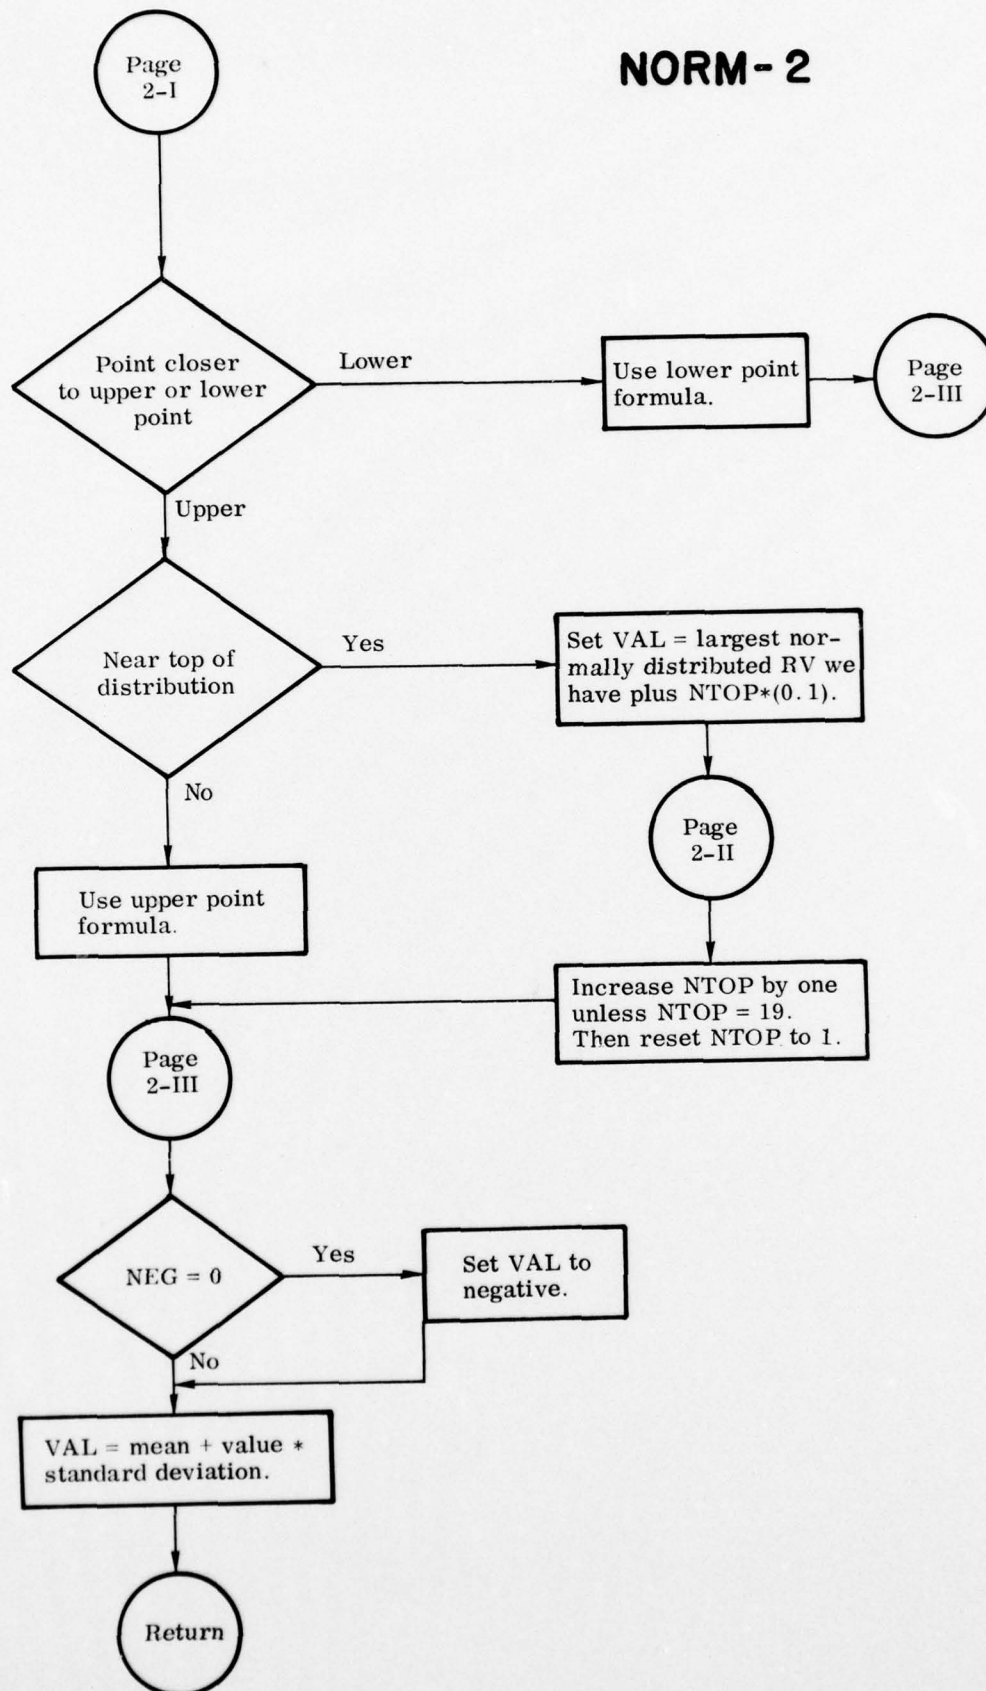 NORM-2
Page
2-I
Point closer
to upper or lower
point
Lower
Use lower point
formula.
Page
2-III
Upper
Near top of
distribution
Yes
Set VAL = largest nor-
mally distributed RV we
have plus NTOP*(0.1).
No
Page
2-II
Use upper point
formula.
Increase NTOP by one
unless NTOP = 19.
Then reset NTOP to 1.
Page
2-III
NEG = 0
Yes
Set VAL to
negative.
No
VAL = mean + value *
standard deviation.
Return